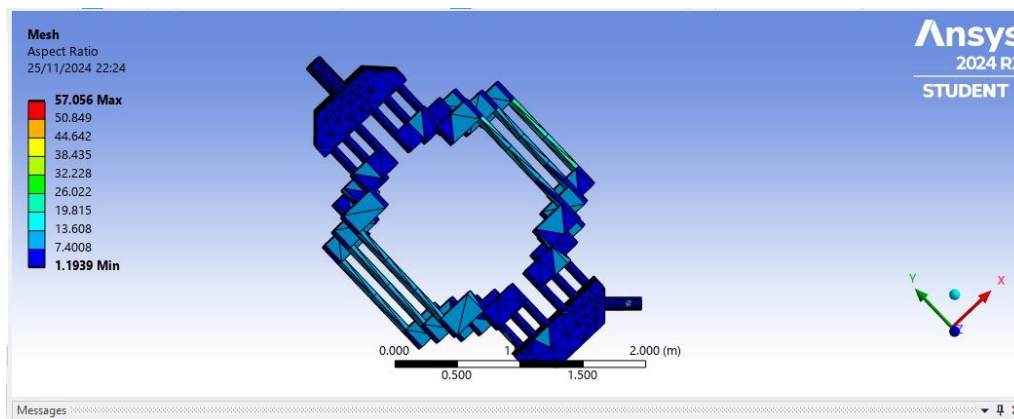 Mesh
Aspect Ratio
25/11/2024 22:24
57.056 Max
50.849
44.642
38.435
32.228
26.022
19.815
13.608
7.4008
1.1939 Min
Ansys
2024
STUDENT
Y
X
Z
0.000
2.000 (m)
0.500
1.500
Messages